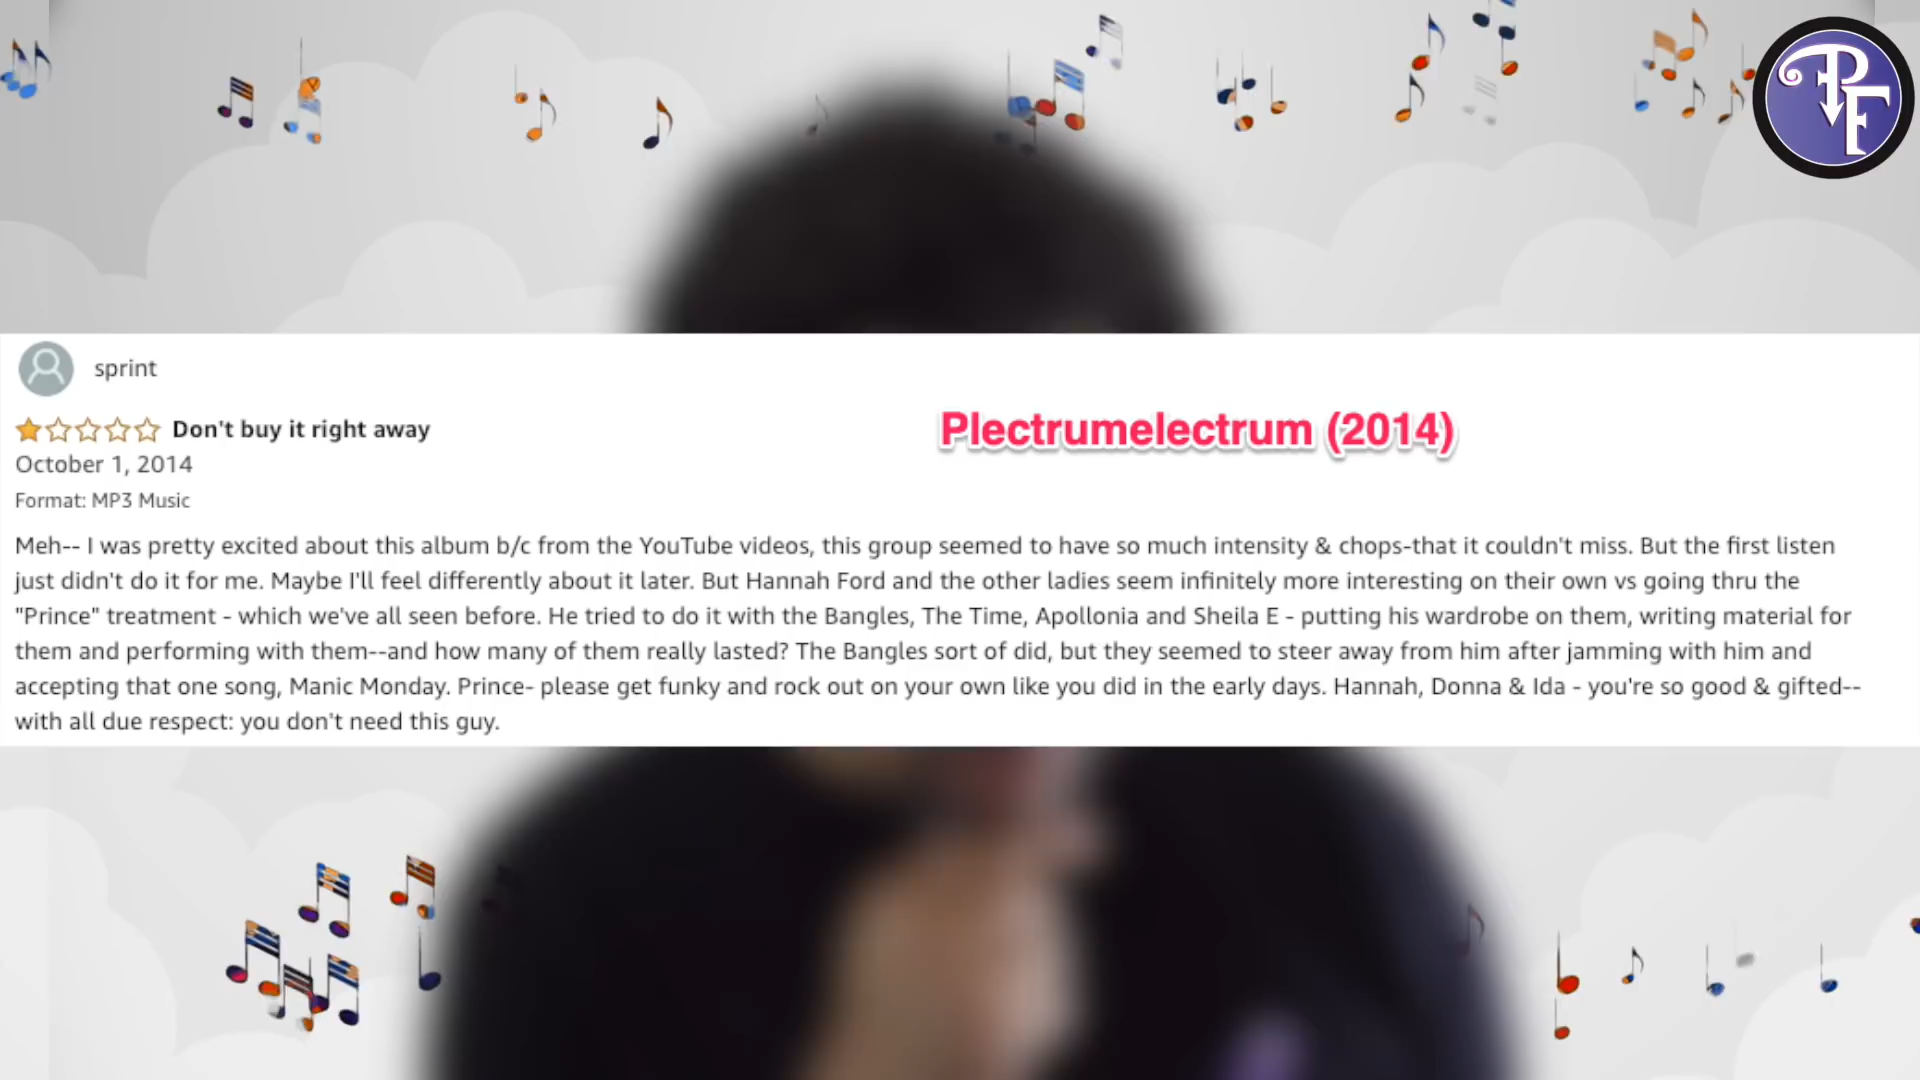 PF
sprint
Don't buy it right away
Plectrumelectrum (2014)
October 1, 2014
Format: MP3 Music
Meh-- I was pretty excited about this album b/c from the YouTube videos, this group seemed to have so much intensity & chops-that it couldn't miss. But the first listen
just didn't do it for me. Maybe I'll feel differently about it later. But Hannah Ford and the other ladies seem infinitely more interesting on their own vs going thru the
"Prince" treatment - which we've all seen before. He tried to do it with the Bangles, The Time, Apollonia and Sheila E - putting his wardrobe on them, writing material for
them and performing with them--and how many of them really lasted? The Bangles sort of did, but they seemed to steer away from him after jamming with him and
accepting that one song, Manic Monday. Prince- please get funky and rock out on your own like you did in the early days. Hannah, Donna & Ida - you're so good & gifted--
with all due respect: you don't need this guy.